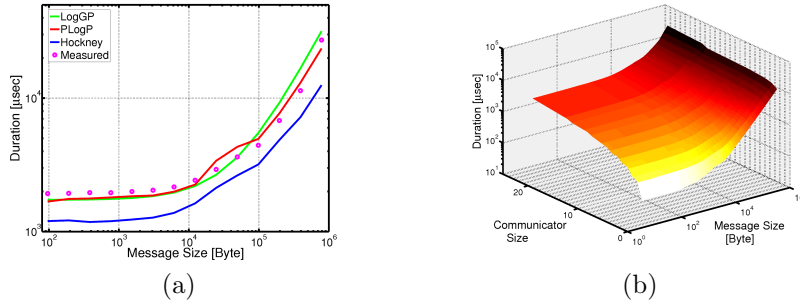 LogGP
PLogP
Hockney
Measured
Duration [μsec]
10^4
10^3
10^2
10^3
10^4
10^5
10^6
Message Size [Byte]
(a)
Duration [μsec]
10^5
10^4
10^3
10^2
10^1
20
10
0
Communicator
Size
10^0
10^2
10^4
Message Size
[Byte]
(b)